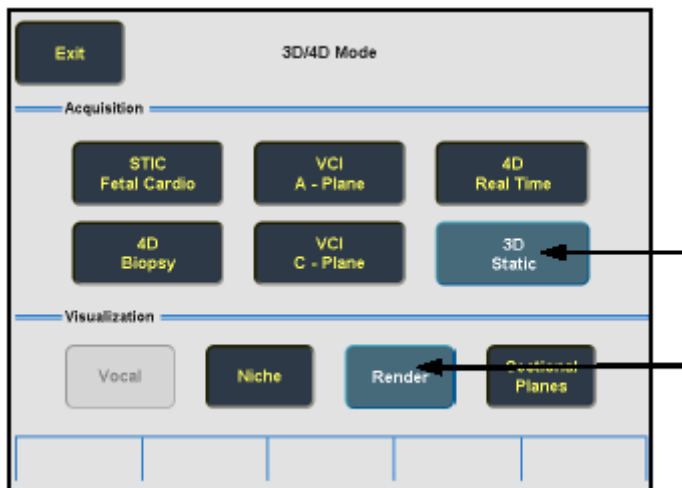 Exit
3D/4D Mode
Acquisition
STIC
Fetal Cardio
VCI
A - Plane
4D
Real Time
4D
Biopsy
VCI
C - Plane
3D
Static
Visualization
Vocal
Niche
Render
Sectional
Planes